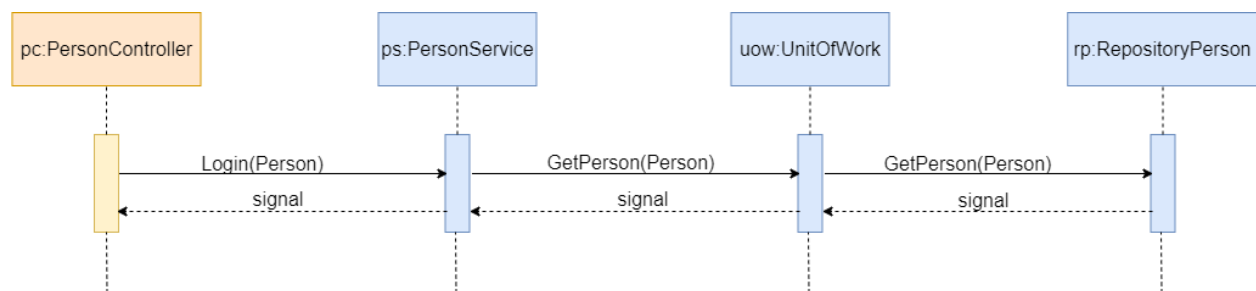 pc:PersonController
ps:PersonService
uow:UnitOfWork
rp:RepositoryPerson
Login(Person)
GetPerson(Person)
GetPerson(Person)
signal
signal
signal